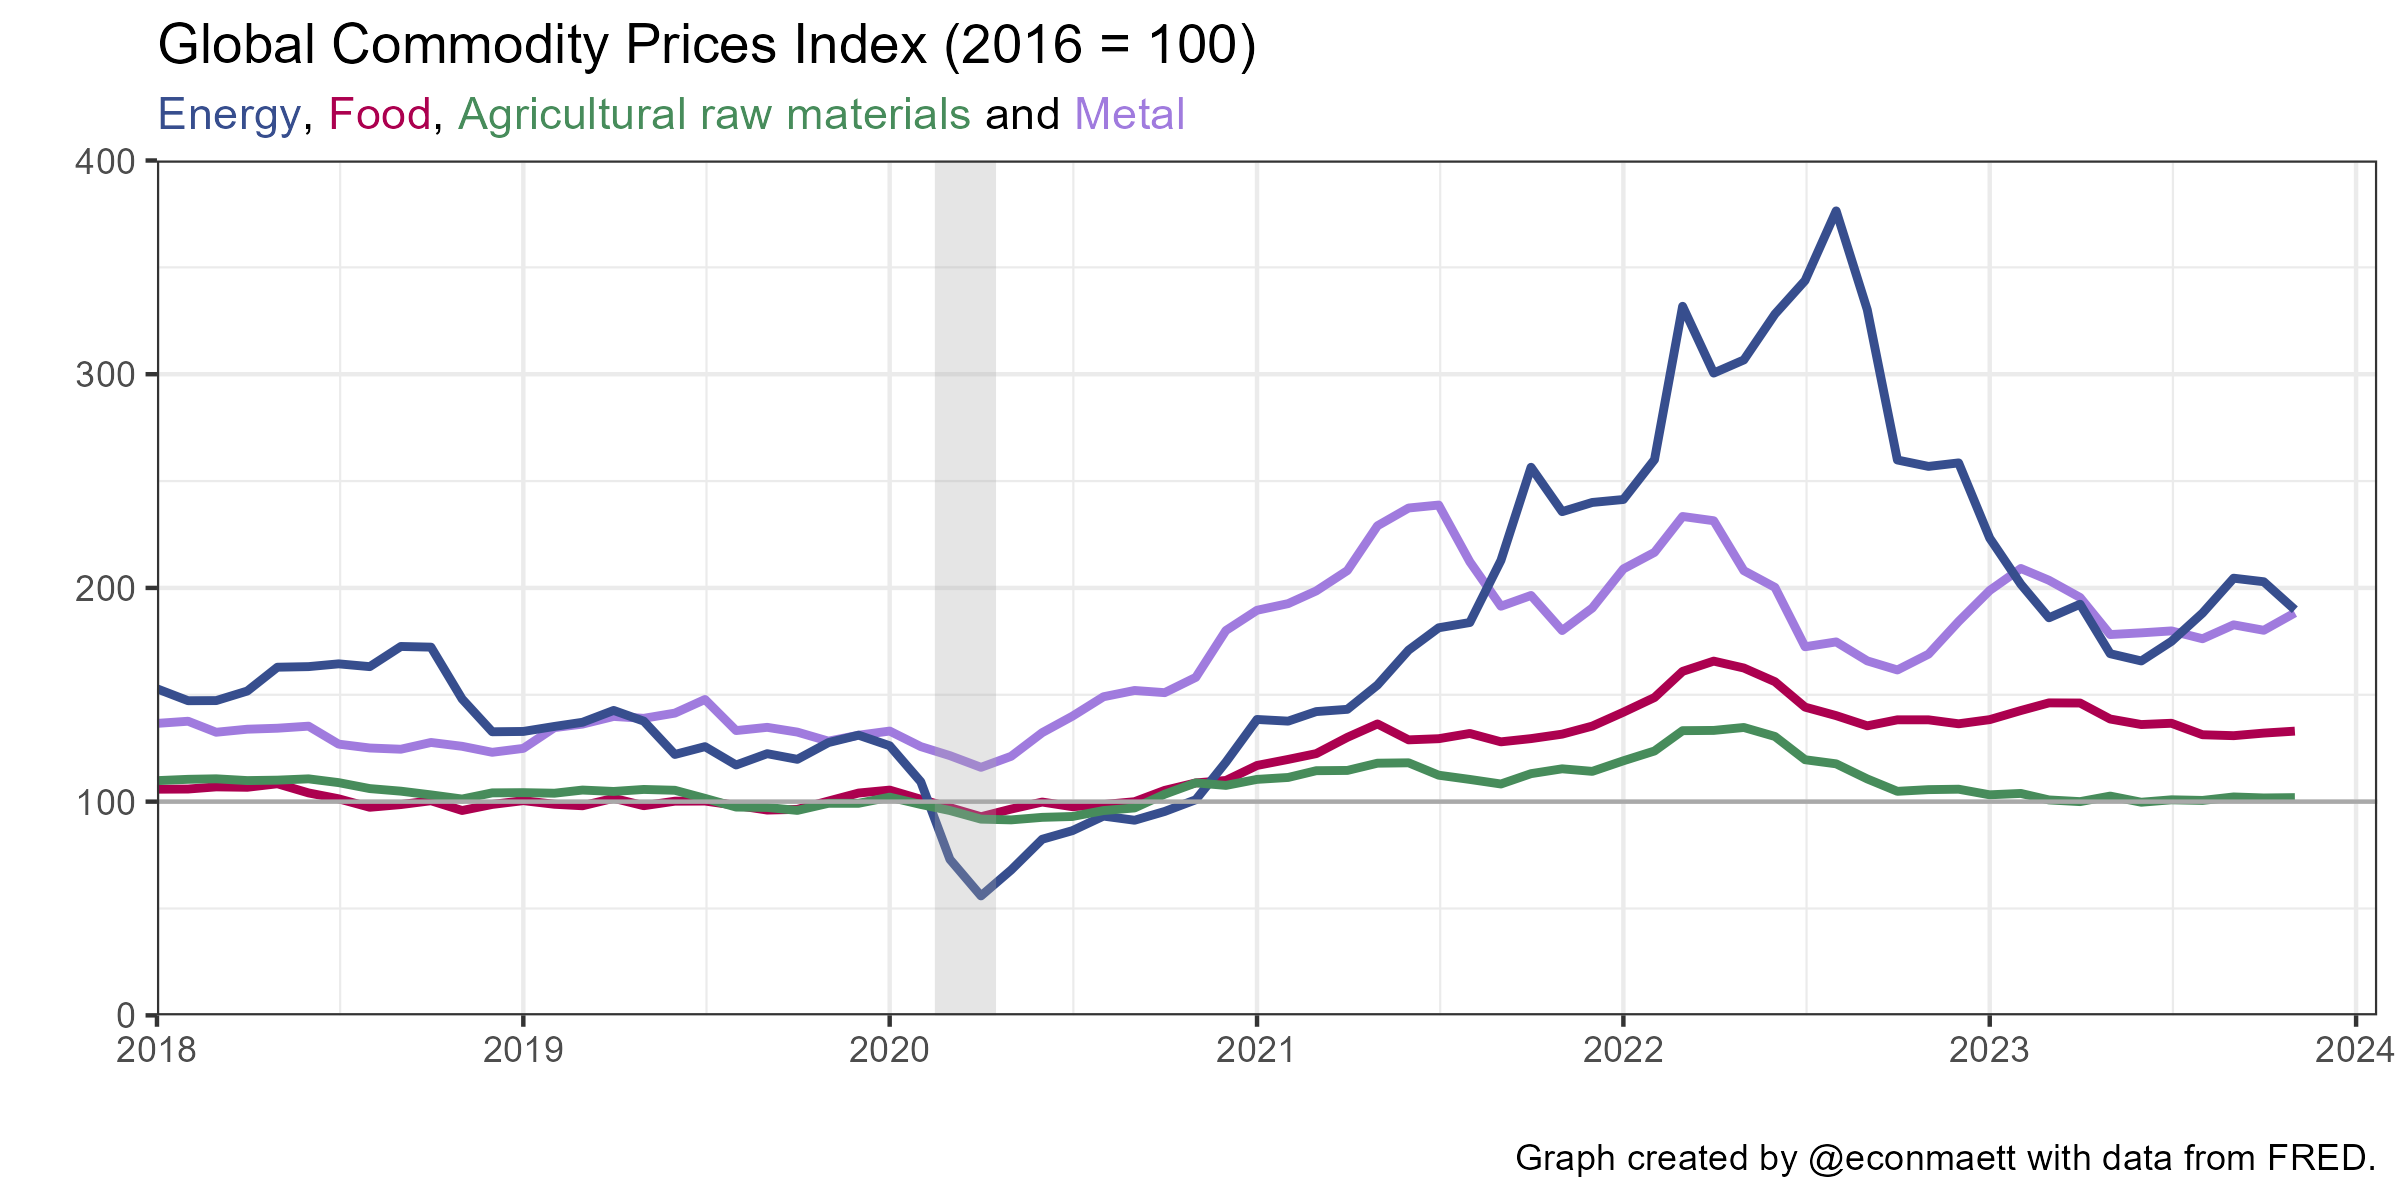 Global Commodity Prices Index (2016 = 100)
Energy, Food, Agricultural raw materials and Metal
400
300
200
100
0
2018 2019 2020 2021 2022 2023 2024
Graph created by @econmaett with data from FRED.